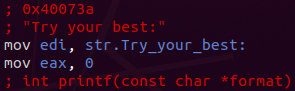 ; 0x40073a
; "Try your best:"
mov edi, str.Try_your_best:
mov eax, 0
; int printf(const char *format)